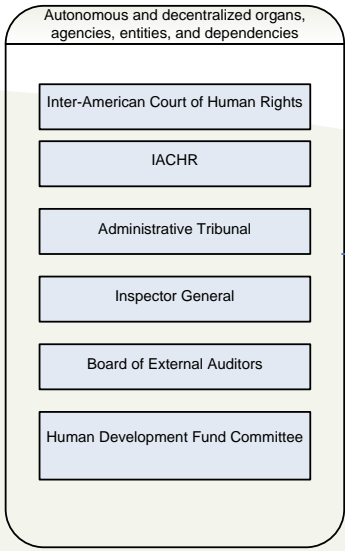 Autonomous and decentralized organs,
agencies, entities, and dependencies
Inter-American Court of Human Rights
IACHR
Administrative Tribunal
Inspector General
Board of External Auditors
Human Development Fund Committee